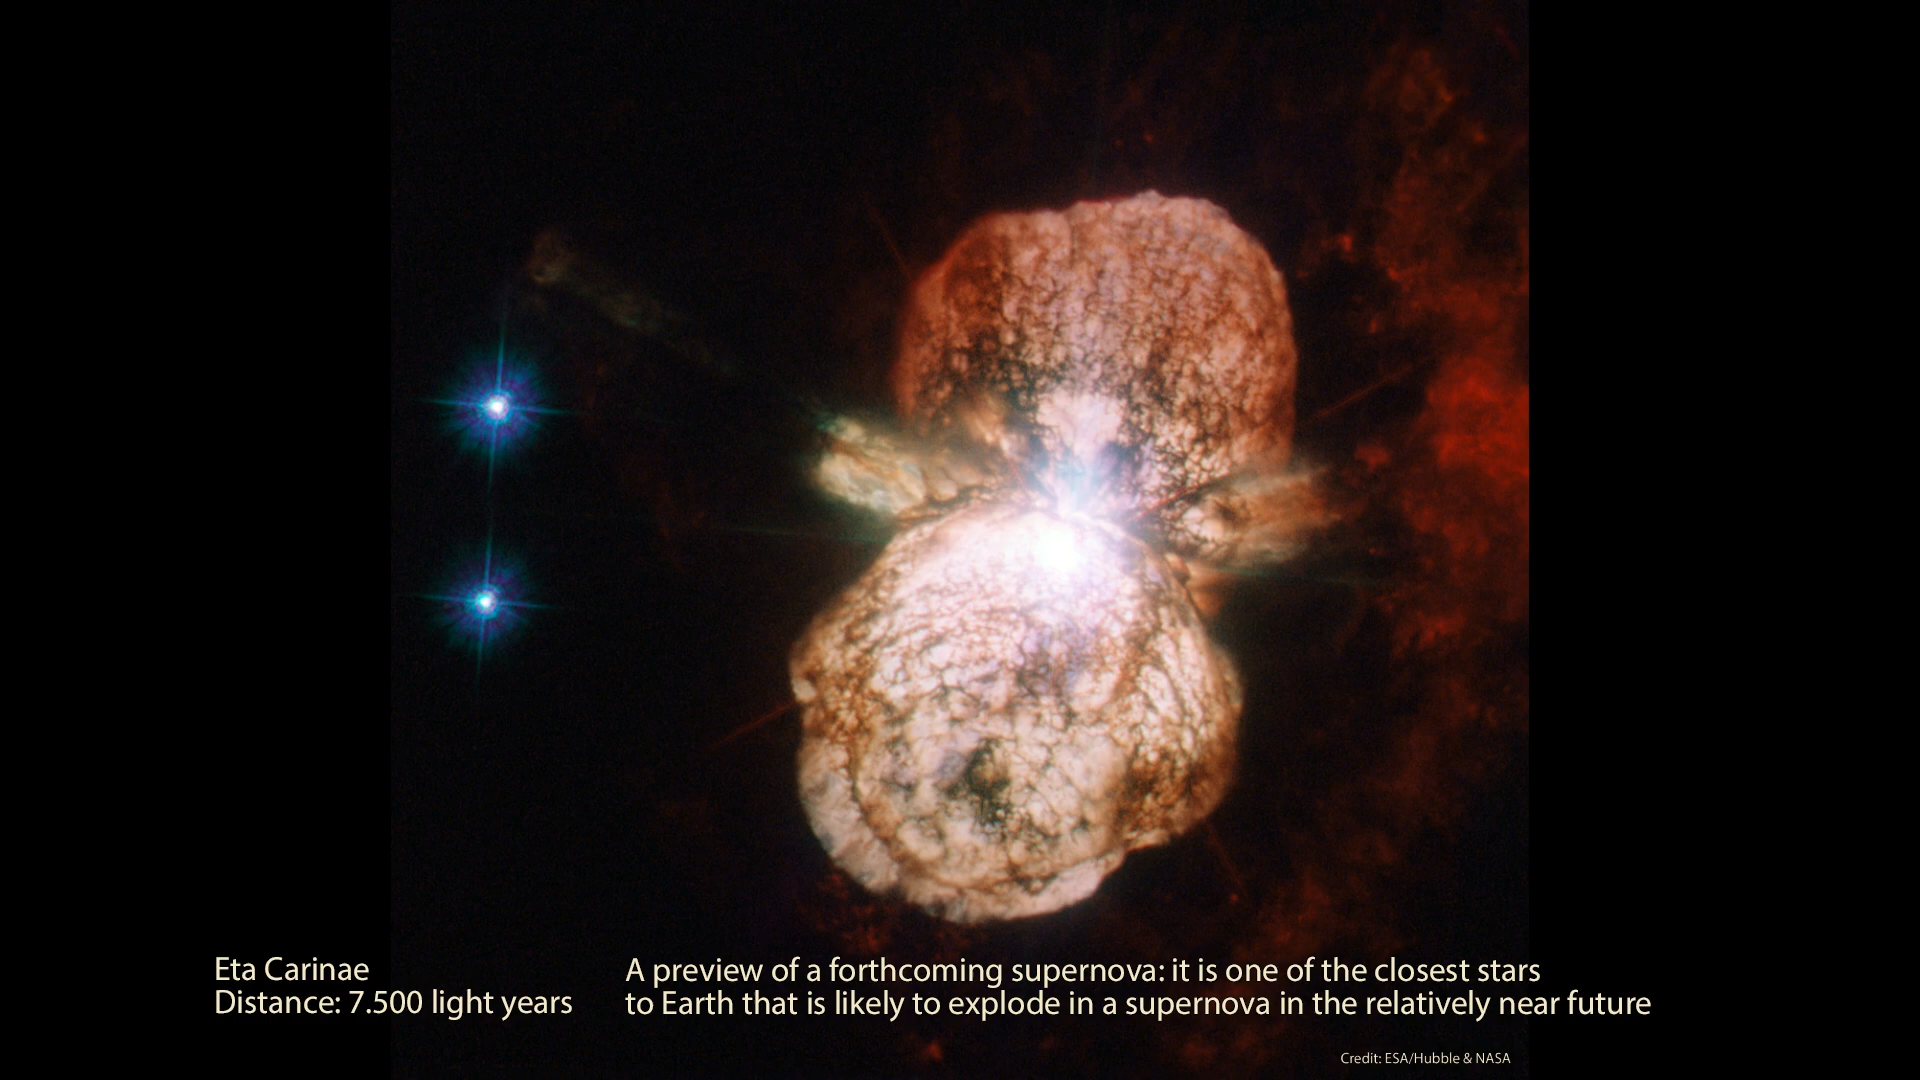 Eta Carinae
Distance: 7.500 light years
A preview of a forthcoming supernova: it is one of the closest stars
to Earth that is likely to explode in a supernova in the relatively near future
Credit: ESA/Hubble & NASA